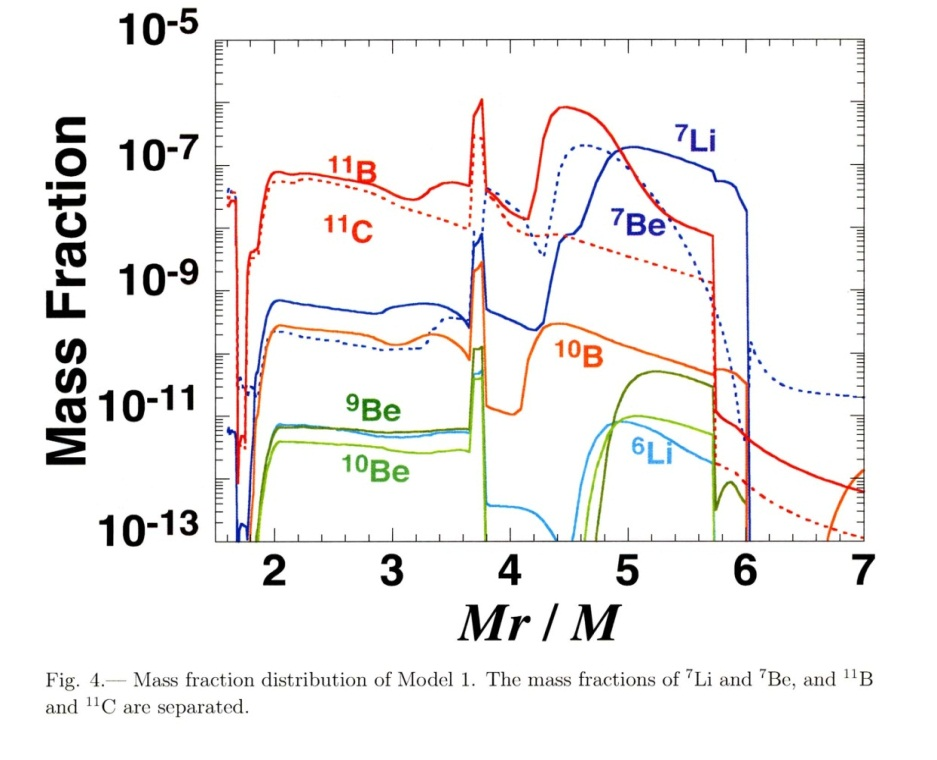 10⁻⁵
10⁻⁷
10⁻⁹
10⁻¹¹
10⁻¹³
Mass Fraction
¹¹B
¹¹C
⁷Li
⁷Be
¹⁰B
⁹Be
¹⁰Be
⁶Li
2 3 4 5 6 7
Mr / M
Fig. 4.— Mass fraction distribution of Model 1. The mass fractions of ⁷Li and ⁷Be, and ¹¹B
and ¹¹C are separated.